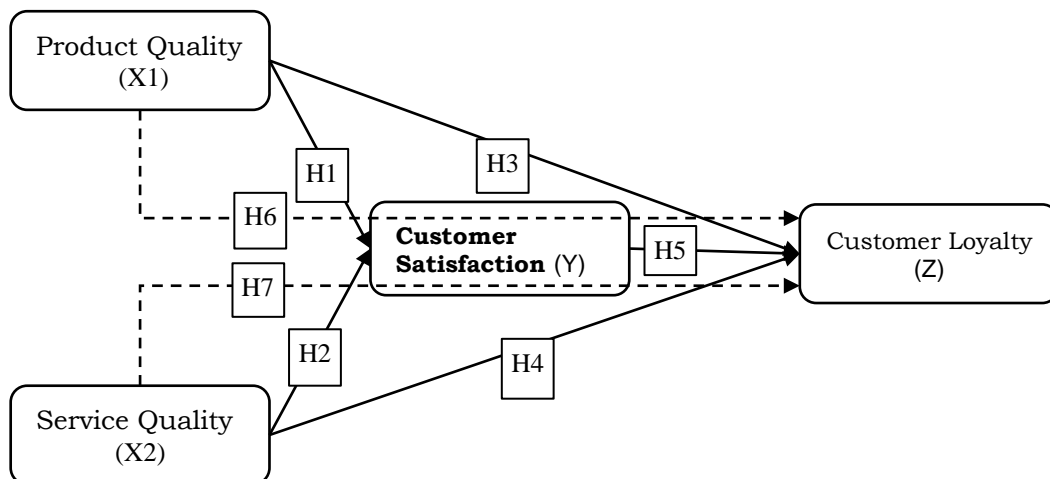 Product Quality
(X1)
H3
H1
H6
Customer
Satisfaction (Y)
H5
Customer Loyalty
(Z)
H7
H2
H4
Service Quality
(X2)